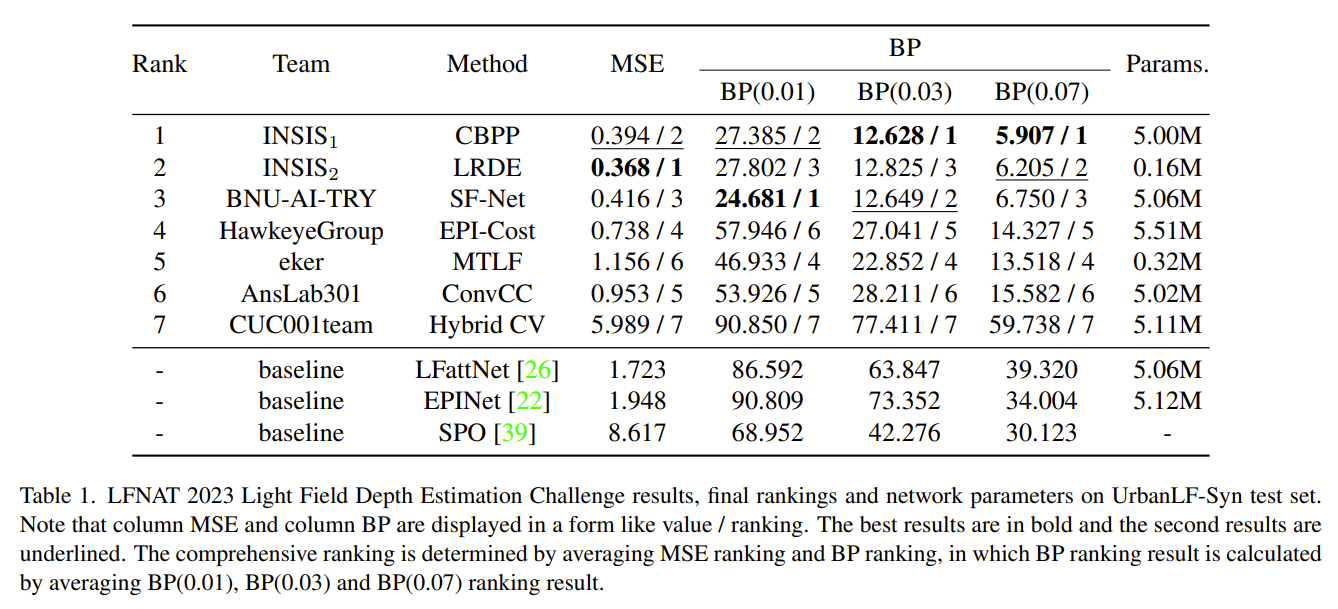 Rank Team Method MSE BP Params.
BP(0.01) BP(0.03) BP(0.07)
1 INSIS₁ CBPP 0.394 / 2 27.385 / 2 12.628 / 1 5.907 / 1 5.00M
2 INSIS₂ LRDE 0.368 / 1 27.802 / 3 12.825 / 3 6.205 / 2 0.16M
3 BNU-AI-TRY SF-Net 0.416 / 3 24.681 / 1 12.649 / 2 6.750 / 3 5.06M
4 HawkeyeGroup EPI-Cost 0.738 / 4 57.946 / 6 27.041 / 5 14.327 / 5 5.51M
5 eker MTLF 1.156 / 6 46.933 / 4 22.852 / 4 13.518 / 4 0.32M
6 AnsLab301 ConvCC 0.953 / 5 53.926 / 5 28.211 / 6 15.582 / 6 5.02M
7 CUC001team Hybrid CV 5.989 / 7 90.850 / 7 77.411 / 7 59.738 / 7 5.11M
- baseline LFattNet [26] 1.723 86.592 63.847 39.320 5.06M
- baseline EPINet [22] 1.948 90.809 73.352 34.004 5.12M
- baseline SPO [39] 8.617 68.952 42.276 30.123 -
Table 1. LFNAT 2023 Light Field Depth Estimation Challenge results, final rankings and network parameters on UrbanLF-Syn test set.
Note that column MSE and column BP are displayed in a form like value / ranking. The best results are in bold and the second results are
underlined. The comprehensive ranking is determined by averaging MSE ranking and BP ranking, in which BP ranking result is calculated
by averaging BP(0.01), BP(0.03) and BP(0.07) ranking result.